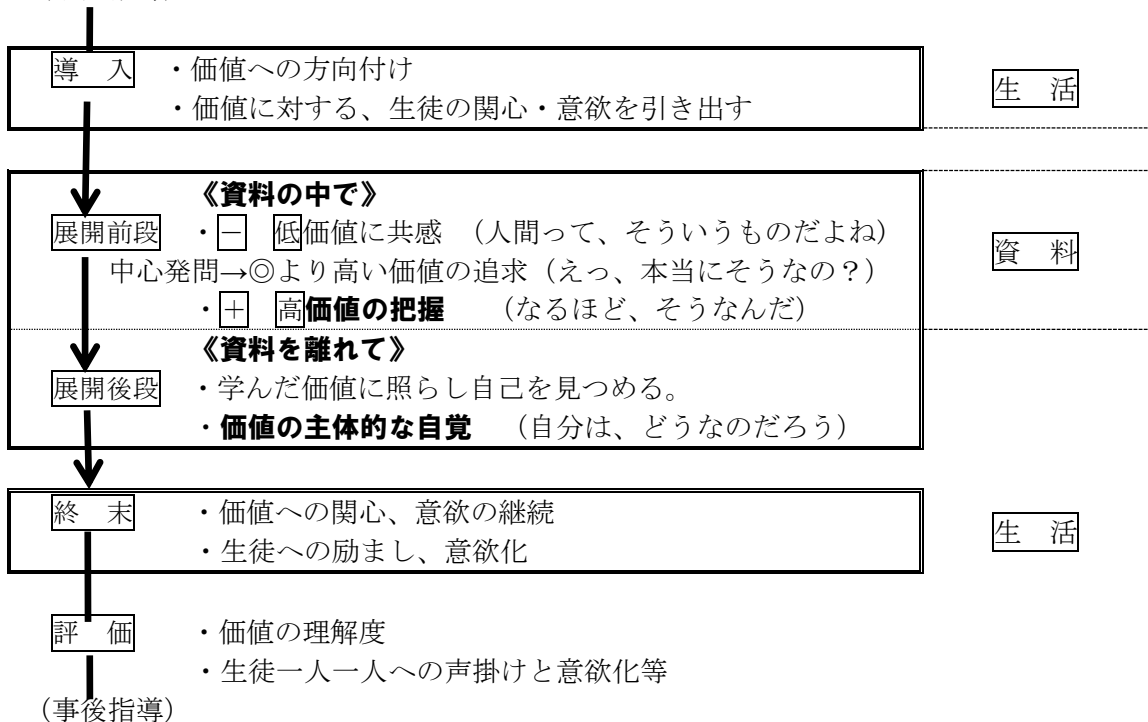 導　入　・価値への方向付け
・価値に対する、生徒の関心・意欲を引き出す
生　活
《資料の中で》
展開前段　・－　低価値に共感　（人間って、そういうものだよね）
中心発問→◎より高い価値の追求（えっ、本当にそうなの？）
・＋　高価値の把握　（なるほど、そうなんだ）
資　料
《資料を離れて》
展開後段　・学んだ価値に照らし自己を見つめる。
・価値の主体的な自覚　（自分は、どうなのだろう）
終　末　・価値への関心、意欲の継続
・生徒への励まし、意欲化
生　活
評　価　・価値の理解度
・生徒一人一人への声掛けと意欲化等
（事後指導）